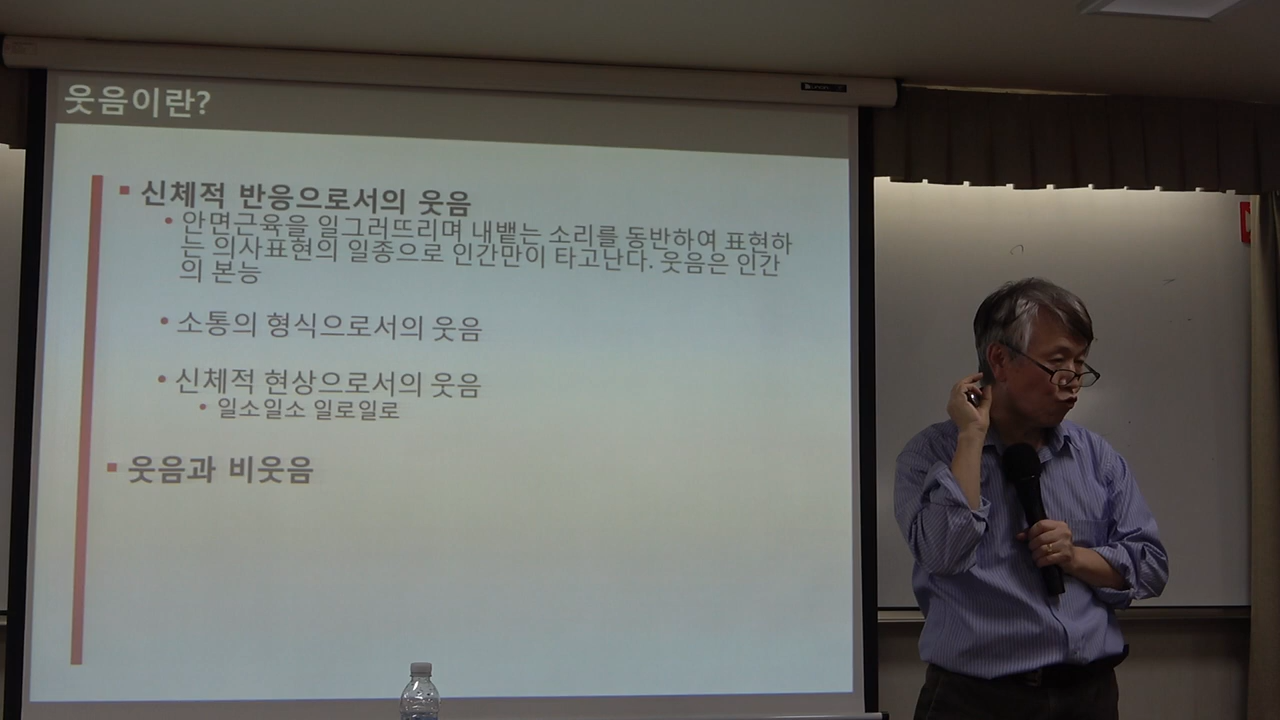 웃음이란?
▪ 신체적 반응으로서의 웃음
• 안면근육을 일그러뜨리며 내뱉는 소리를 동반하여 표현하
는 의사표현의 일종으로 인간만이 타고난다. 웃음은 인간
의 본능
• 소통의 형식으로서의 웃음
• 신체적 현상으로서의 웃음
• 일소일소 일로일로
▪ 웃음과 비웃음